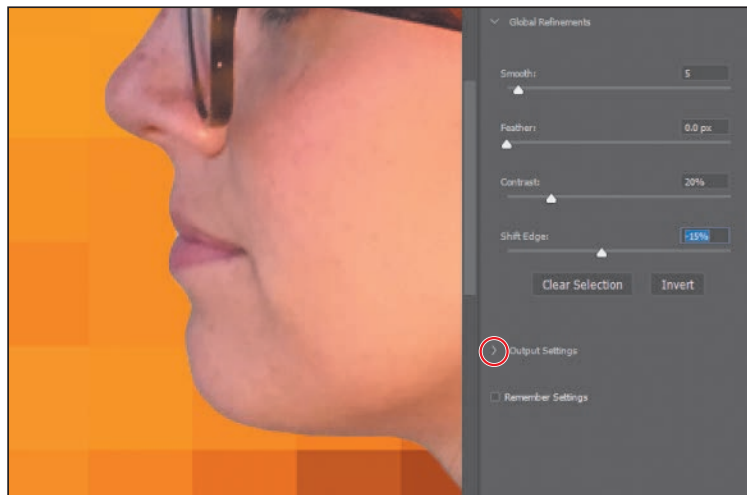 Global Refinements
Smooth: 5
Feather: 0.0 px
Contrast: 20%
Shift Edge: -15%
Clear Selection Invert
Output Settings
Remember Settings